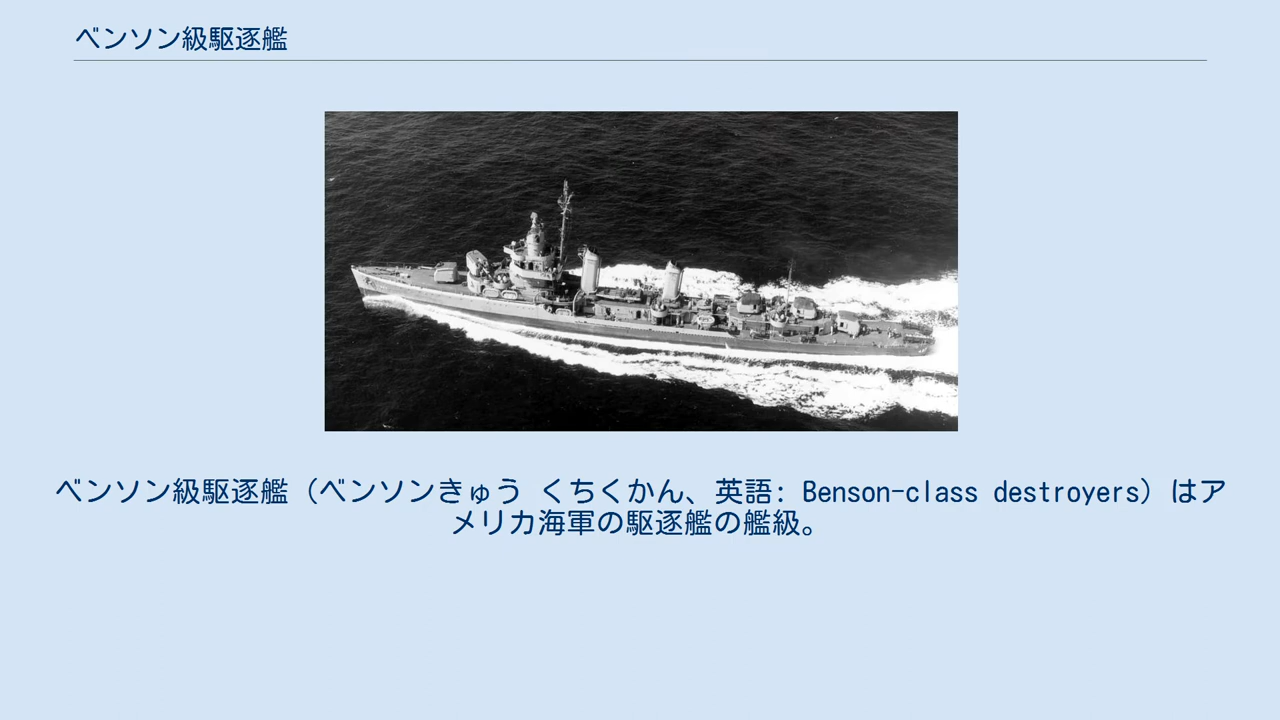 ベンソン級駆逐艦
ベンソン級駆逐艦（ベンソンきゅう くちくかん、英語: Benson-class destroyers）はア
メリカ海軍の駆逐艦の艦級。